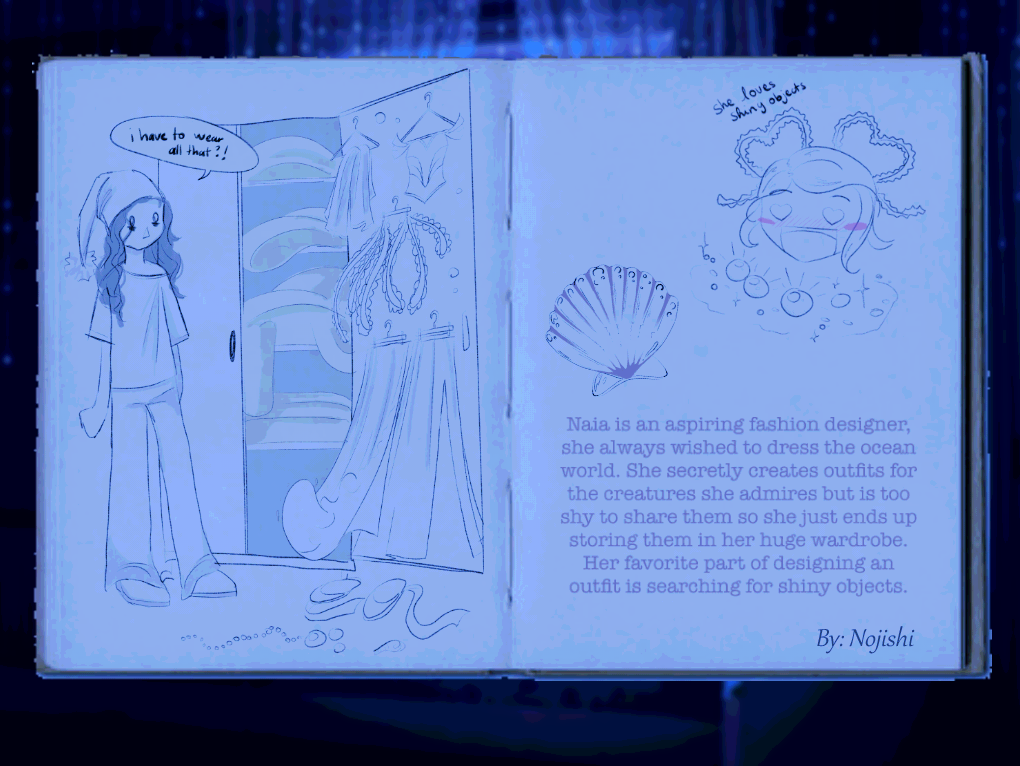 i have to wear
all that?!
she loves
shiny objects
Naia is an aspiring fashion designer,
she always wished to dress the ocean
world. She secretly creates outfits for
the creatures she admires but is too
shy to share them so she just ends up
storing them in her huge wardrobe.
Her favorite part of designing an
outfit is searching for shiny objects.
By: Nojishi